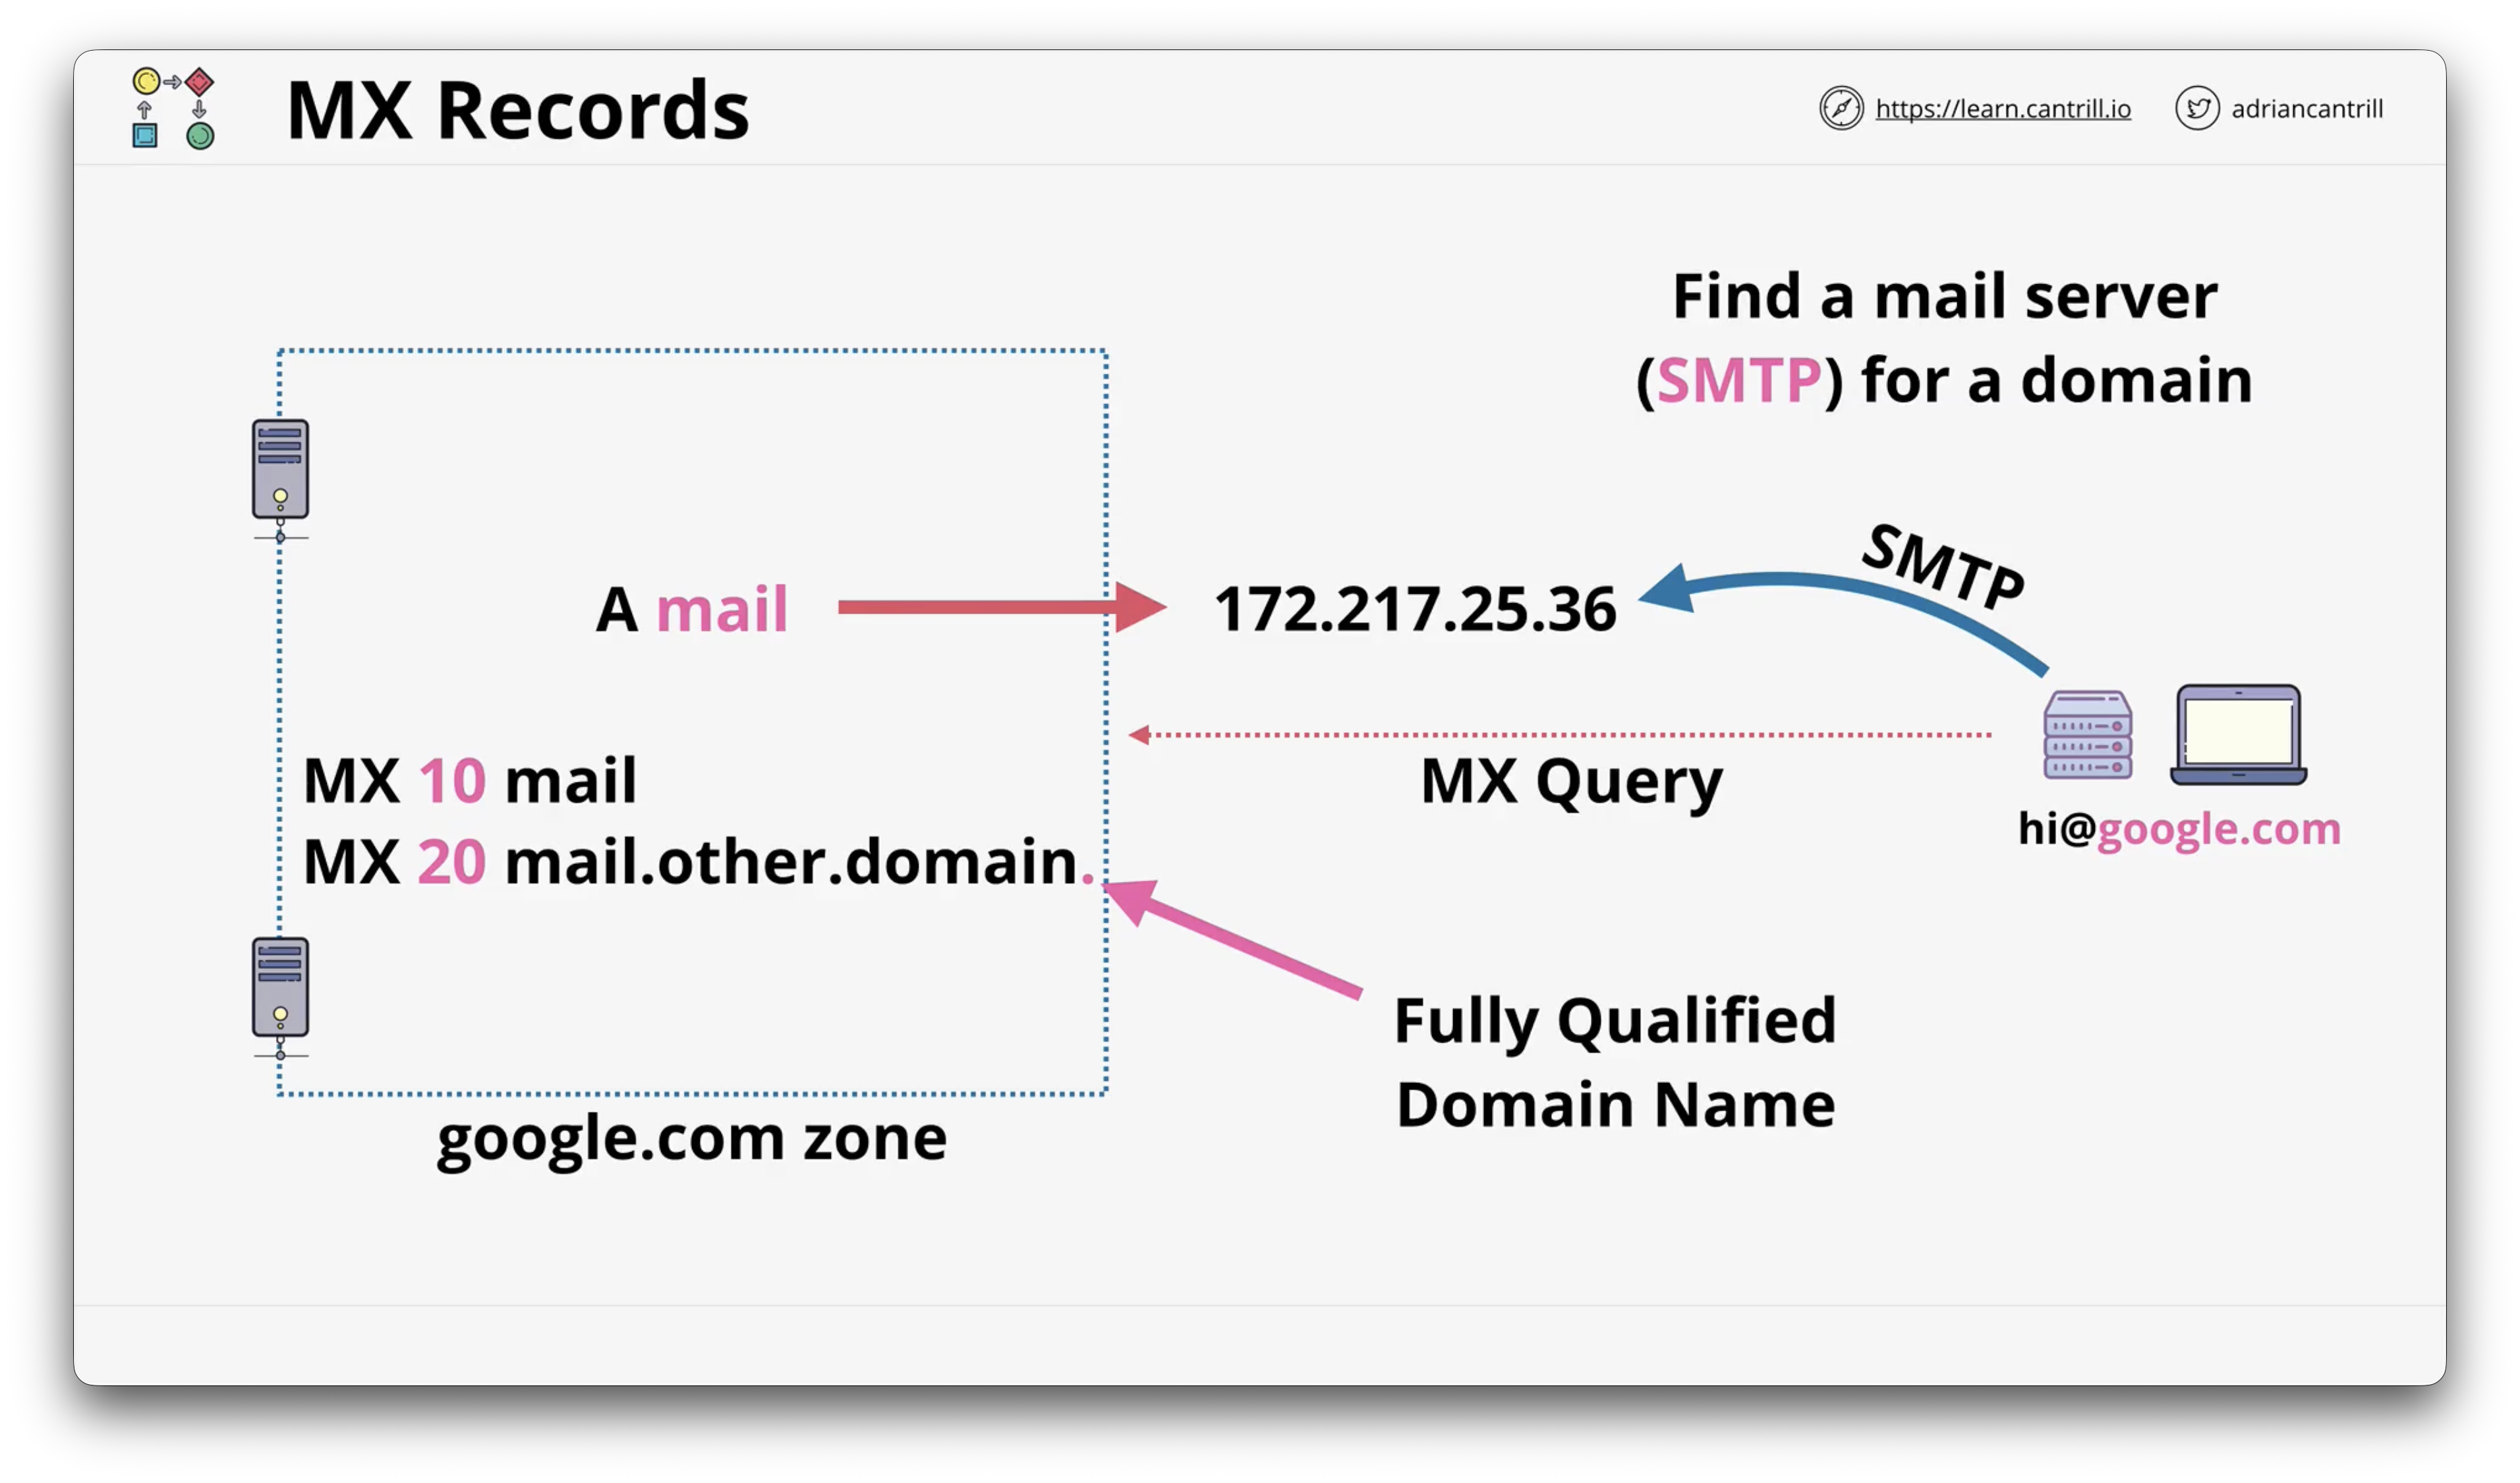 MX Records
https://learn.cantrill.io
adriancantrill
Find a mail server
(SMTP) for a domain
SMTP
A mail
172.217.25.36
MX Query
MX 10 mail
MX 20 mail.other.domain.
hi@google.com
Fully Qualified
Domain Name
google.com zone